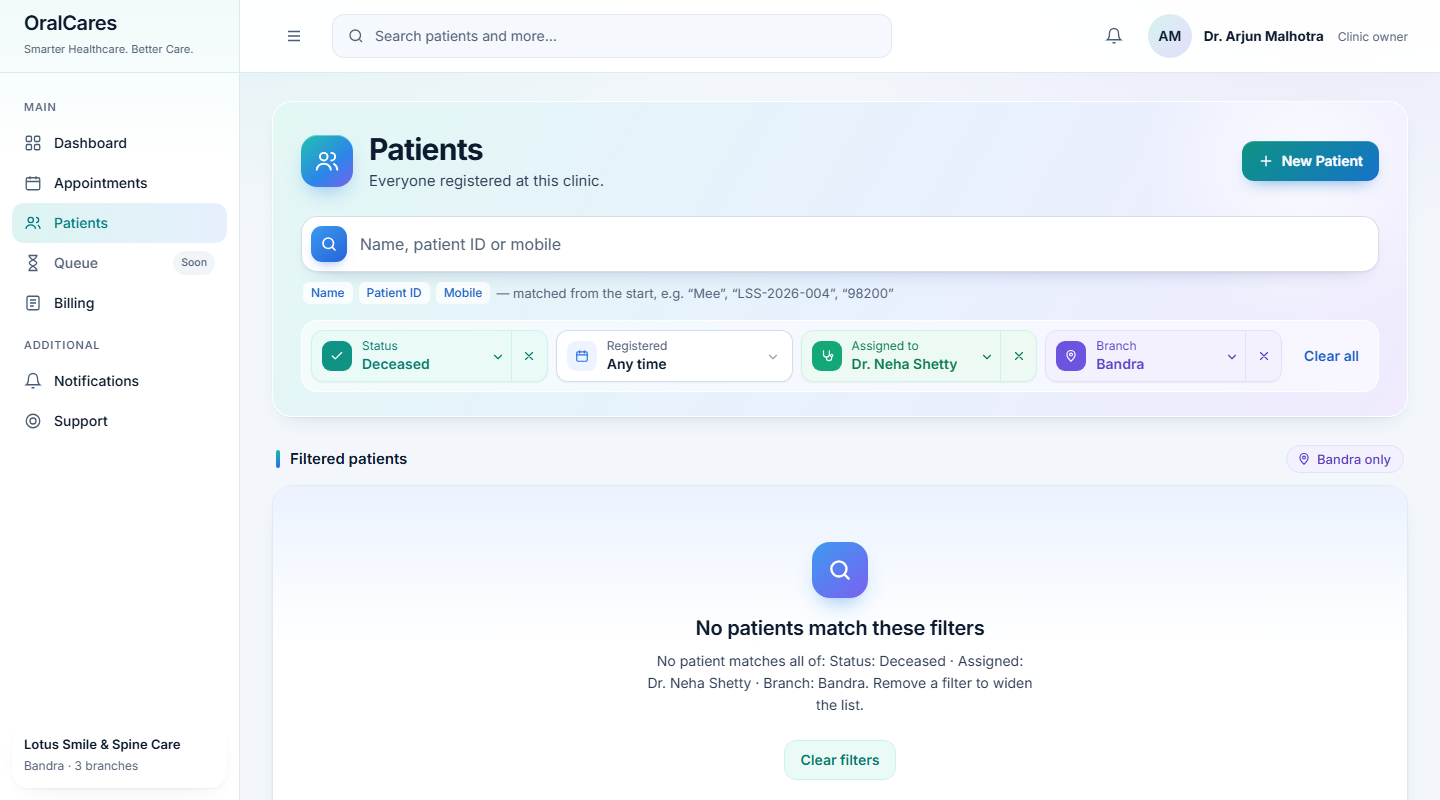 OralCares
Smarter Healthcare. Better Care.
Search patients and more...
AM
Dr. Arjun Malhotra
Clinic owner
MAIN
Dashboard
Appointments
Patients
Queue
Soon
Billing
ADDITIONAL
Notifications
Support
Lotus Smile & Spine Care
Bandra · 3 branches
Patients
Everyone registered at this clinic.
New Patient
Name, patient ID or mobile
Name Patient ID Mobile — matched from the start, e.g. “Mee”, “LSS-2026-004”, “98200”
Status
Deceased
Registered
Any time
Assigned to
Dr. Neha Shetty
Branch
Bandra
Clear all
Filtered patients
Bandra only
No patients match these filters
No patient matches all of: Status: Deceased · Assigned:
Dr. Neha Shetty · Branch: Bandra. Remove a filter to widen
the list.
Clear filters